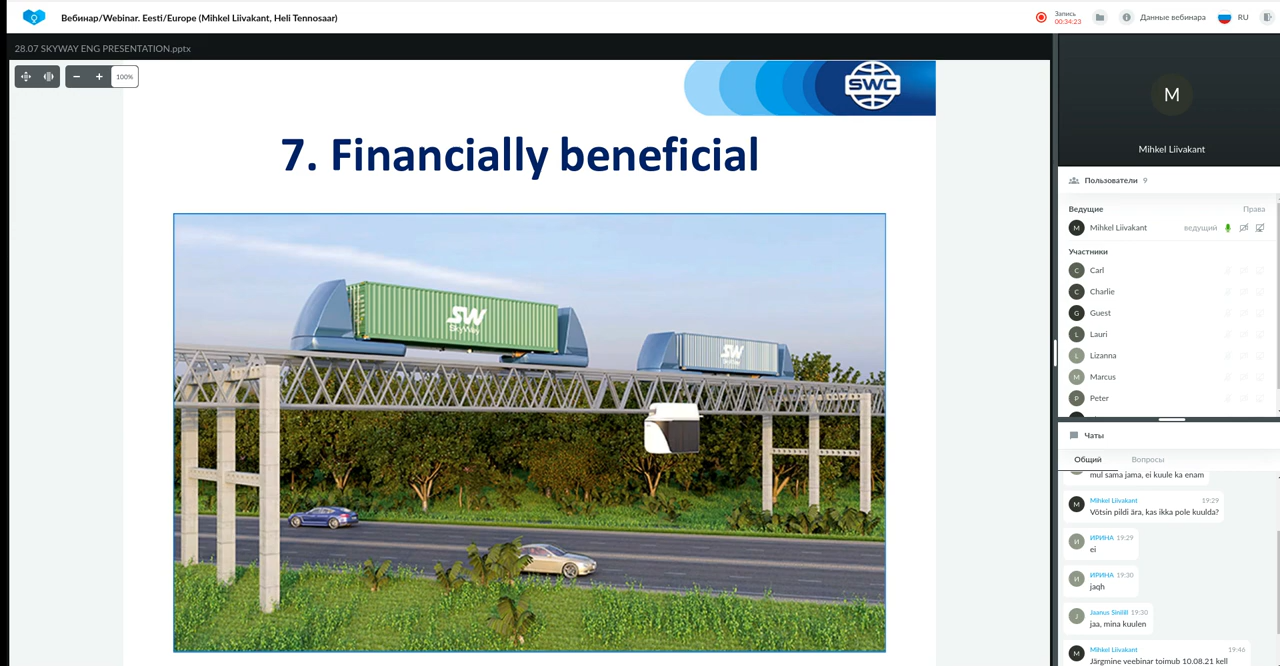 Вебинар/Webinar. Eesti/Europe (Mihkel Liivakant, Heli Tennosaar)
Запись
00:34:23
Данные вебинара
RU
28.07 SKYWAY ENG PRESENTATION.pptx
100%
SWC
7. Financially beneficial
SW
SkyWay
SW
M
Mihkel Liivakant
Пользователи 9
Ведущие Права
M Mihkel Liivakant ведущий
Участники
C Carl
C Charlie
G Guest
L Lauri
L Lizanna
M Marcus
P Peter
Чаты
Общий Вопросы
mul sama jama, ei kuule ka enam
M Mihkel Liivakant 19:29
Võtsin pildi ära, kas ikka pole kuulda?
И ИРИНА 19:29
ei
И ИРИНА 19:30
jaqh
J Jaanus Sinilill 19:30
jaa, mina kuulen
M Mihkel Liivakant 19:46
Järgmine veebinar toimub 10.08.21 kell